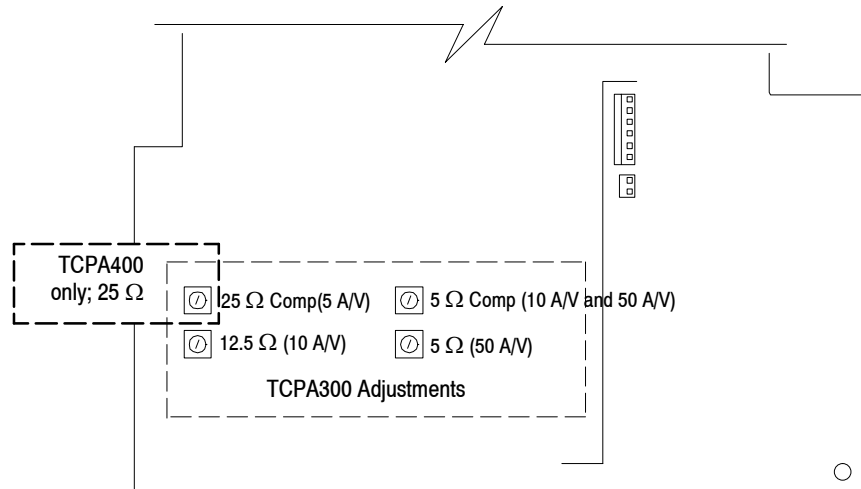 TCPA400
only; 25 Ω
25 Ω Comp(5 A/V)
5 Ω Comp (10 A/V and 50 A/V)
12.5 Ω (10 A/V)
5 Ω (50 A/V)
TCPA300 Adjustments